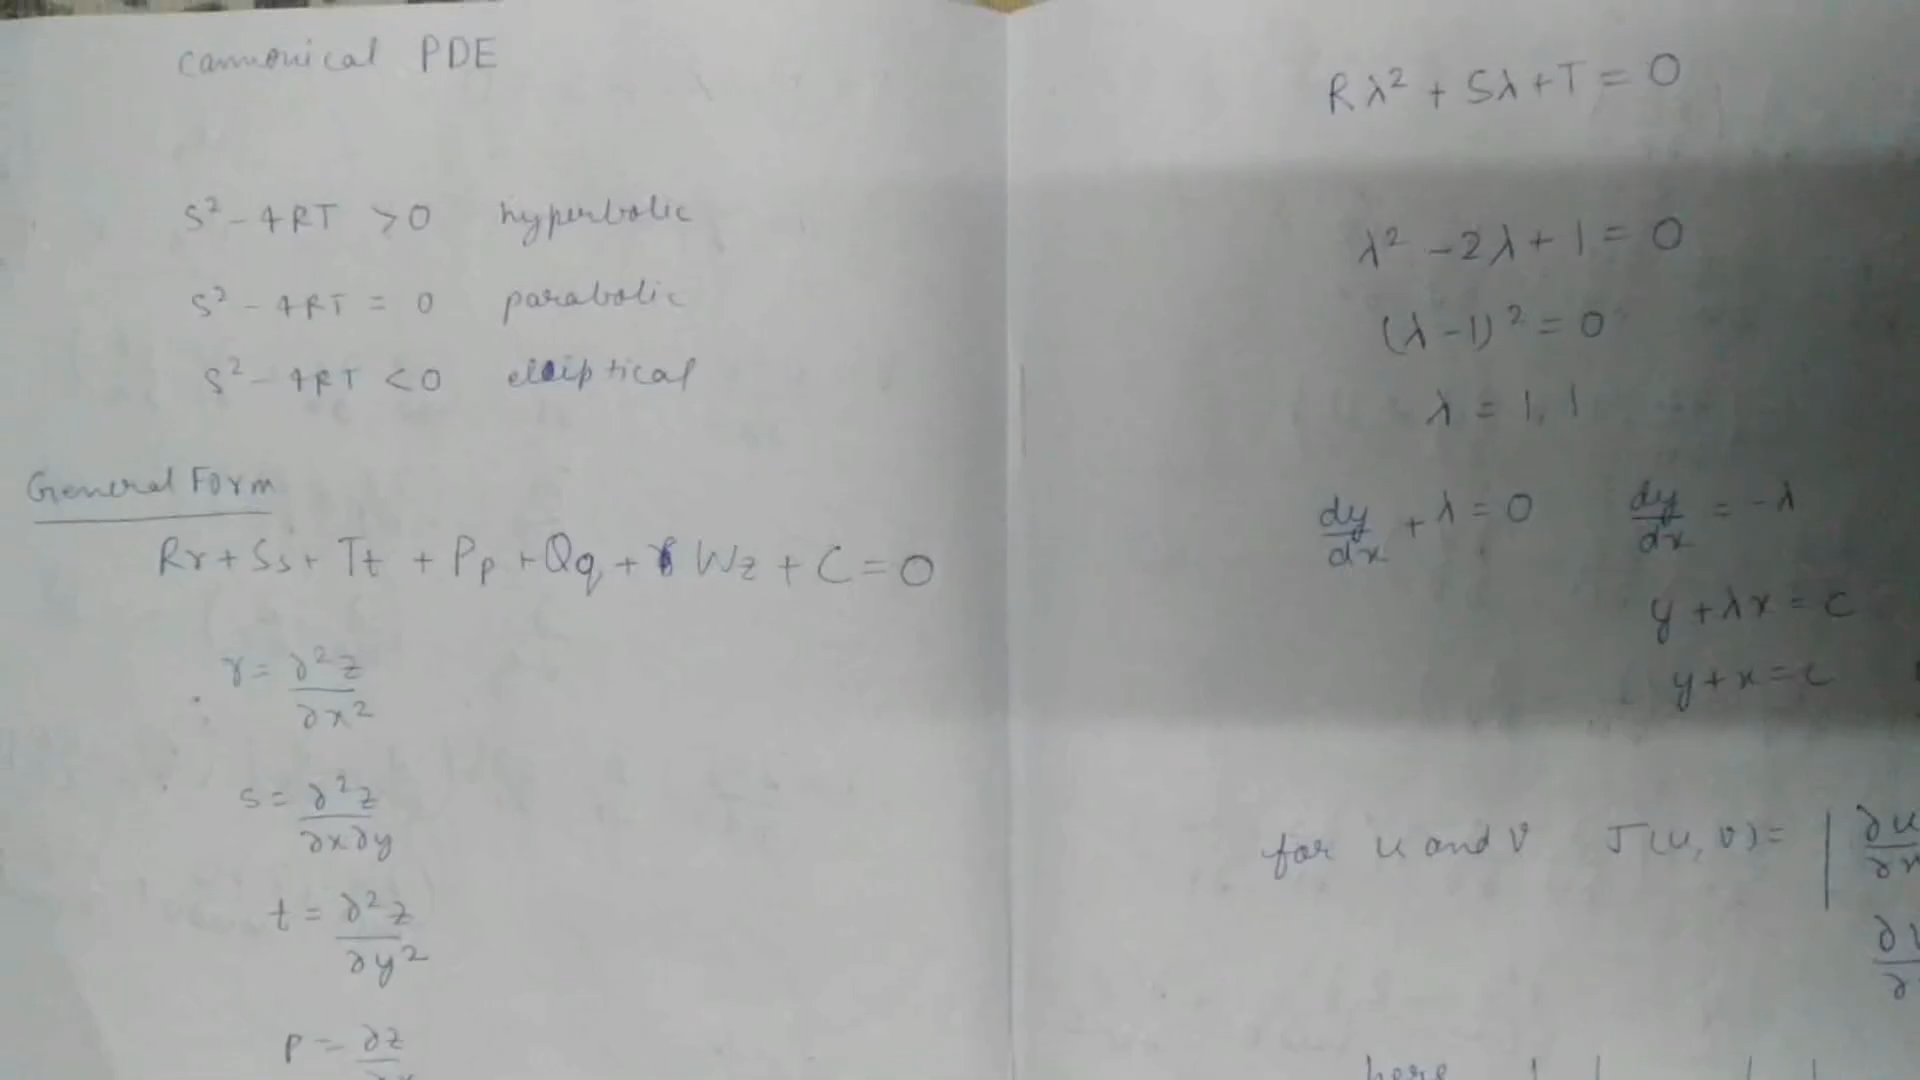 cannonical PDE
S² - 4RT > 0 hyperbolic
S² - 4RT = 0 parabolic
S² - 4RT < 0 elliptical
General Form
Rr + Ss + Tt + Pp + Qq + Wz + C = 0
r = ∂²z/∂x²
s = ∂²z/∂x∂y
t = ∂²z/∂y²
p = ∂z/∂x
Rλ² + Sλ + T = 0
λ² - 2λ + 1 = 0
(λ - 1)² = 0
λ = 1, 1
dy/dx + λ = 0 dy/dx = -λ
y + λx = c
y + x = c
for u and v J(u, v) = | ∂u/∂x
here